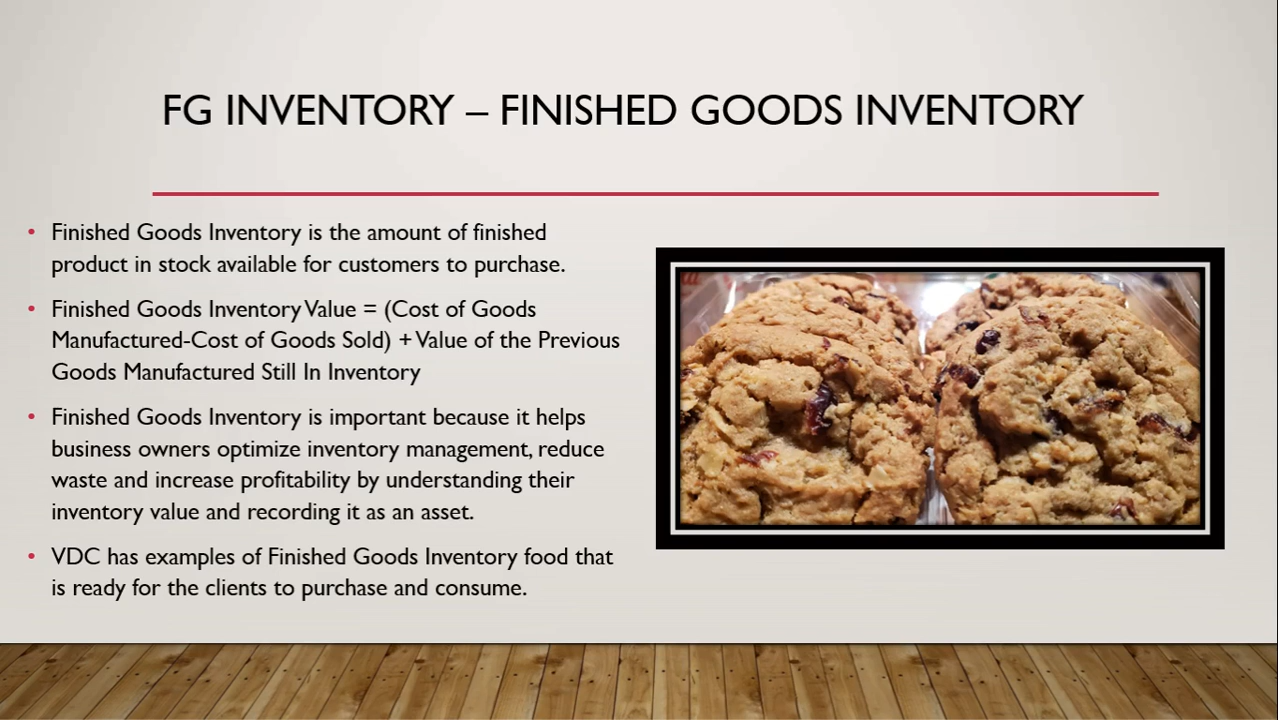 FG INVENTORY – FINISHED GOODS INVENTORY
• Finished Goods Inventory is the amount of finished
product in stock available for customers to purchase.
• Finished Goods Inventory Value = (Cost of Goods
Manufactured-Cost of Goods Sold) + Value of the Previous
Goods Manufactured Still In Inventory
• Finished Goods Inventory is important because it helps
business owners optimize inventory management, reduce
waste and increase profitability by understanding their
inventory value and recording it as an asset.
• VDC has examples of Finished Goods Inventory food that
is ready for the clients to purchase and consume.